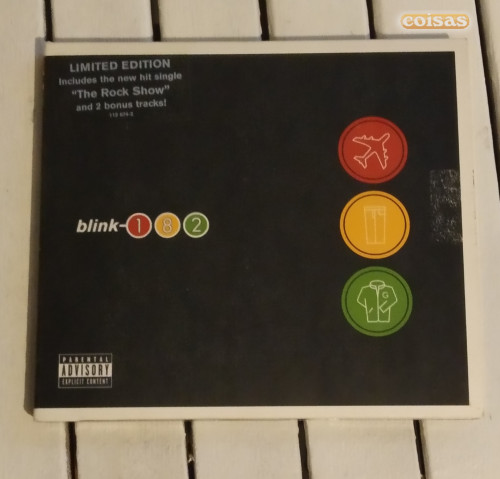 coisas
LIMITED EDITION
Includes the new hit single
"The Rock Show"
and 2 bonus tracks!
blink-182
PARENTAL
ADVISORY
EXPLICIT CONTENT